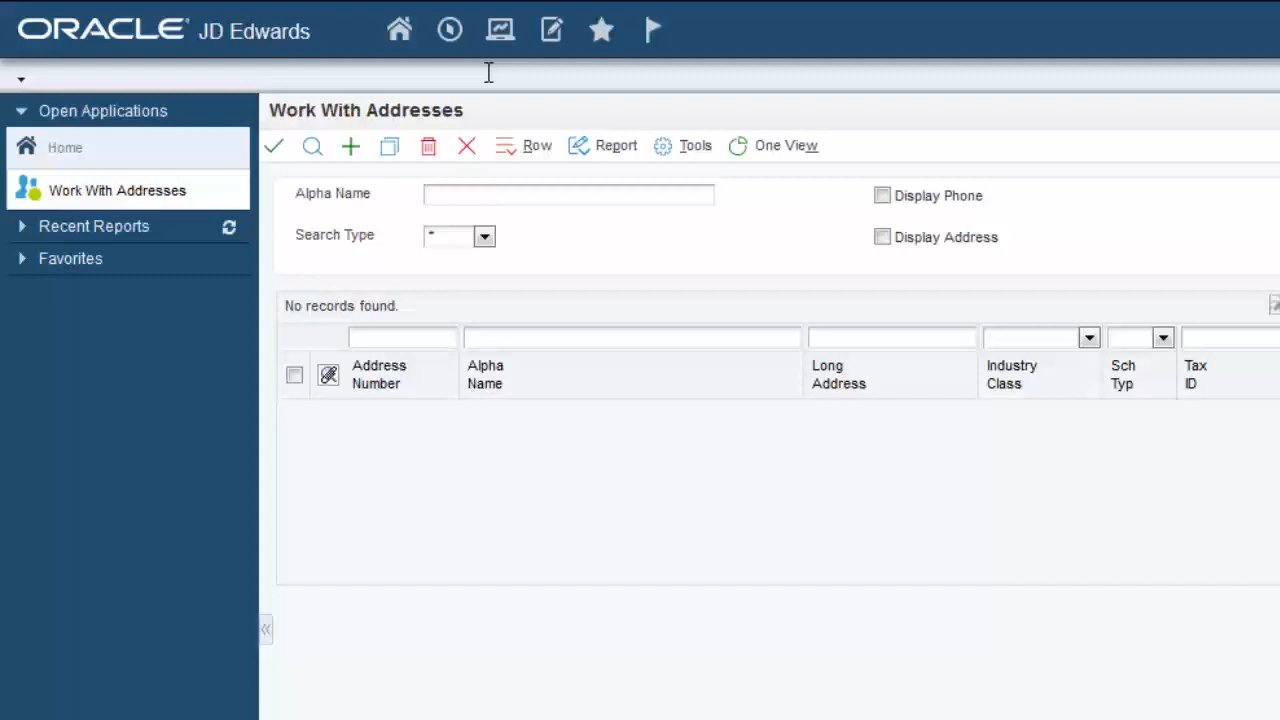 ORACLE® JD Edwards
Open Applications
Home
Work With Addresses
Recent Reports
Favorites
Work With Addresses
Row Report Tools One View
Alpha Name
Display Phone
Search Type *
Display Address
No records found.
Address Number
Alpha Name
Long Address
Industry Class
Sch Typ
Tax ID